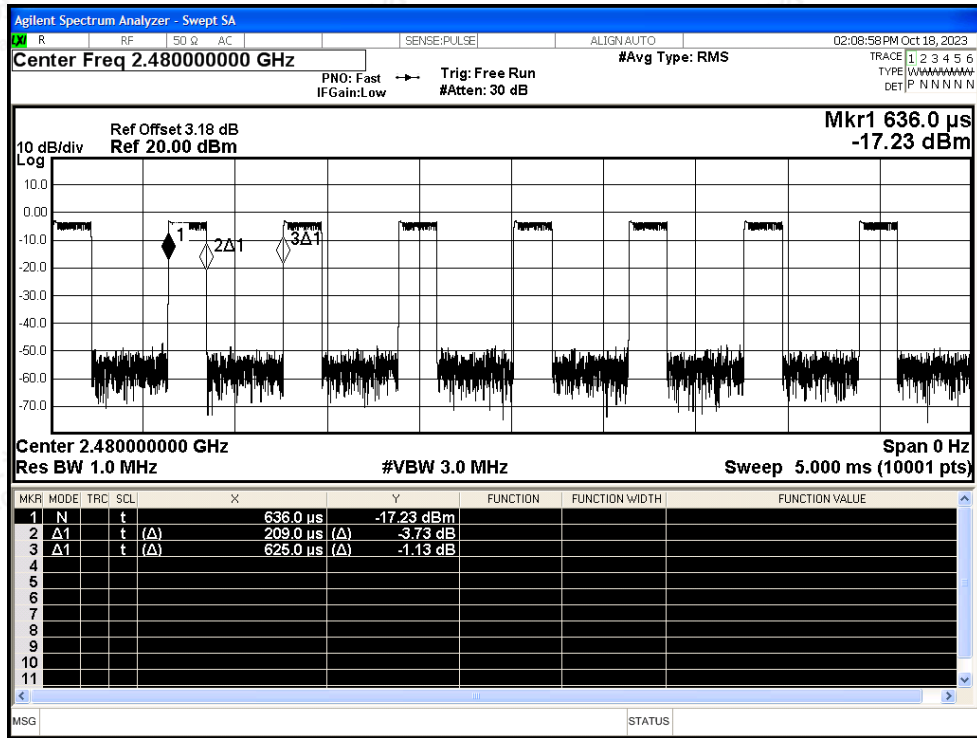 Agilent Spectrum Analyzer - Swept SA
LXI R RF 50 Ω AC SENSE:PULSE ALIGN AUTO 02:08:58 PM Oct 18, 2023
Center Freq 2.480000000 GHz
#Avg Type: RMS
TRACE 1 2 3 4 5 6
PNO: Fast Trig: Free Run
TYPE WWWWWW
IFGain:Low #Atten: 30 dB
DET P N N N N N
Mkr1 636.0 µs
Ref Offset 3.18 dB
10 dB/div Ref 20.00 dBm
-17.23 dBm
Log
10.0
0.00
-10.0
-20.0
-30.0
-40.0
-50.0
-60.0
-70.0
1 2Δ1 3Δ1
Center 2.480000000 GHz Span 0 Hz
Res BW 1.0 MHz #VBW 3.0 MHz Sweep 5.000 ms (10001 pts)
MKR MODE TRC SCL X Y FUNCTION FUNCTION WIDTH FUNCTION VALUE
1 N t 636.0 µs -17.23 dBm
2 Δ1 t (Δ) 209.0 µs (Δ) -3.73 dB
3 Δ1 t (Δ) 625.0 µs (Δ) -1.13 dB
4
5
6
7
8
9
10
11
MSG STATUS